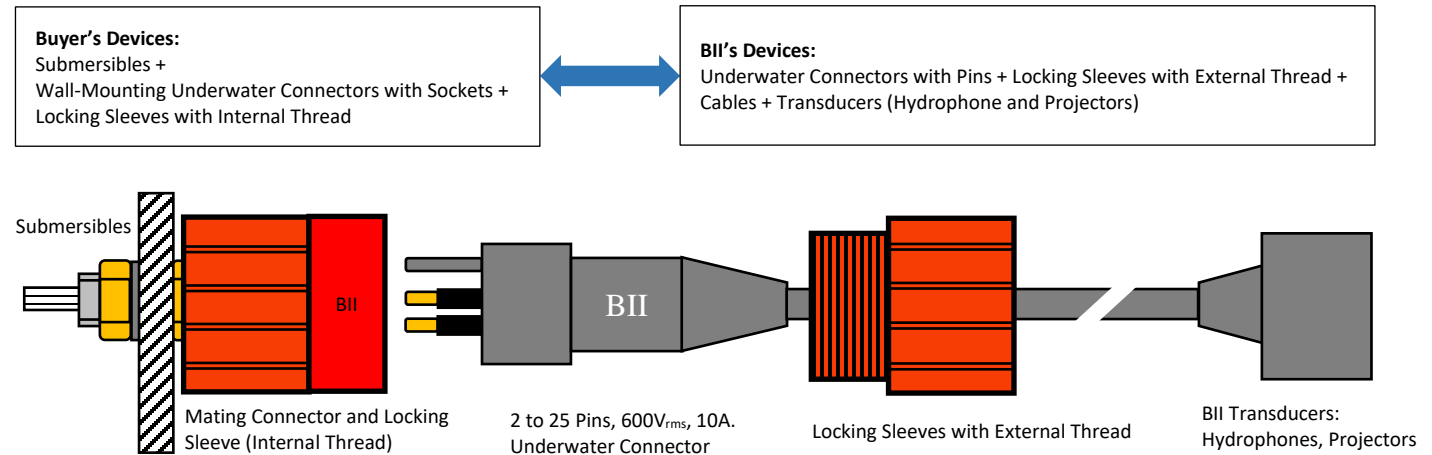 Buyer’s Devices:
Submersibles +
Wall-Mounting Underwater Connectors with Sockets +
Locking Sleeves with Internal Thread
BII’s Devices:
Underwater Connectors with Pins + Locking Sleeves with External Thread +
Cables + Transducers (Hydrophone and Projectors)
Submersibles
BII
BII
Mating Connector and Locking
Sleeve (Internal Thread)
2 to 25 Pins, 600Vrms, 10A.
Underwater Connector
Locking Sleeves with External Thread
BII Transducers:
Hydrophones, Projectors